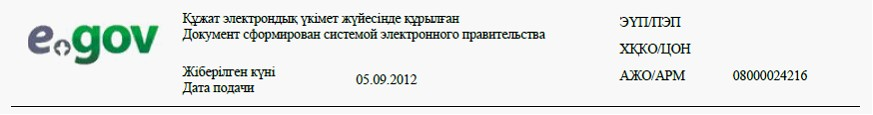 e.gov
Құжат электрондық үкімет жүйесінде құрылған
Документ сформирован системой электронного правительства
Жіберілген күні
Дата подачи
05.09.2012
ЭҮП/ПЭП
ХҚКО/ЦОН
АЖО/АРМ 08000024216